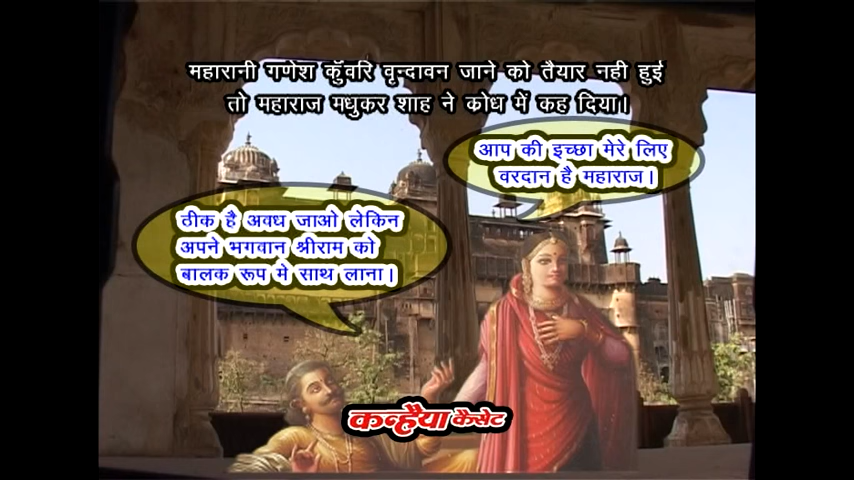 महारानी गणेश कुॅंवरि वृन्दावन जाने को तैयार नही हुई
तो महाराज मधुकर शाह ने क्रोध में कह दिया।
आप की इच्छा मेरे लिए
वरदान है महाराज।
ठीक है अवध जाओ लेकिन
अपने भगवान श्रीराम को
बालक रूप मे साथ लाना।
कन्हैया कैसेट